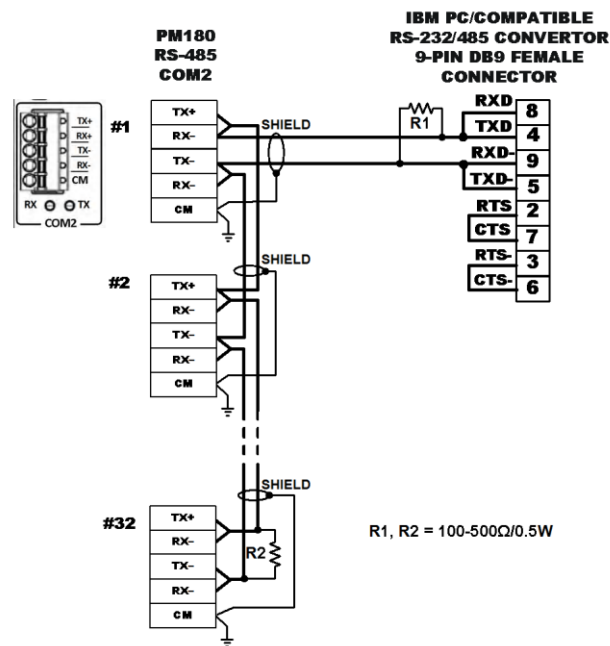 PM180
RS-485
COM2
IBM PC/COMPATIBLE
RS-232/485 CONVERTOR
9-PIN DB9 FEMALE
CONNECTOR
TX+
RX+
TX-
RX-
CM
RX
TX
COM2
#1
TX+
RX–
TX–
RX–
CM
SHIELD
R1
RXD 8
TXD 4
RXD- 9
TXD- 5
RTS 2
CTS 7
RTS- 3
CTS- 6
SHIELD
#2
TX+
RX–
TX–
RX–
CM
SHIELD
#32
TX+
RX–
TX–
RX–
CM
R2
R1, R2 = 100-500Ω/0.5W